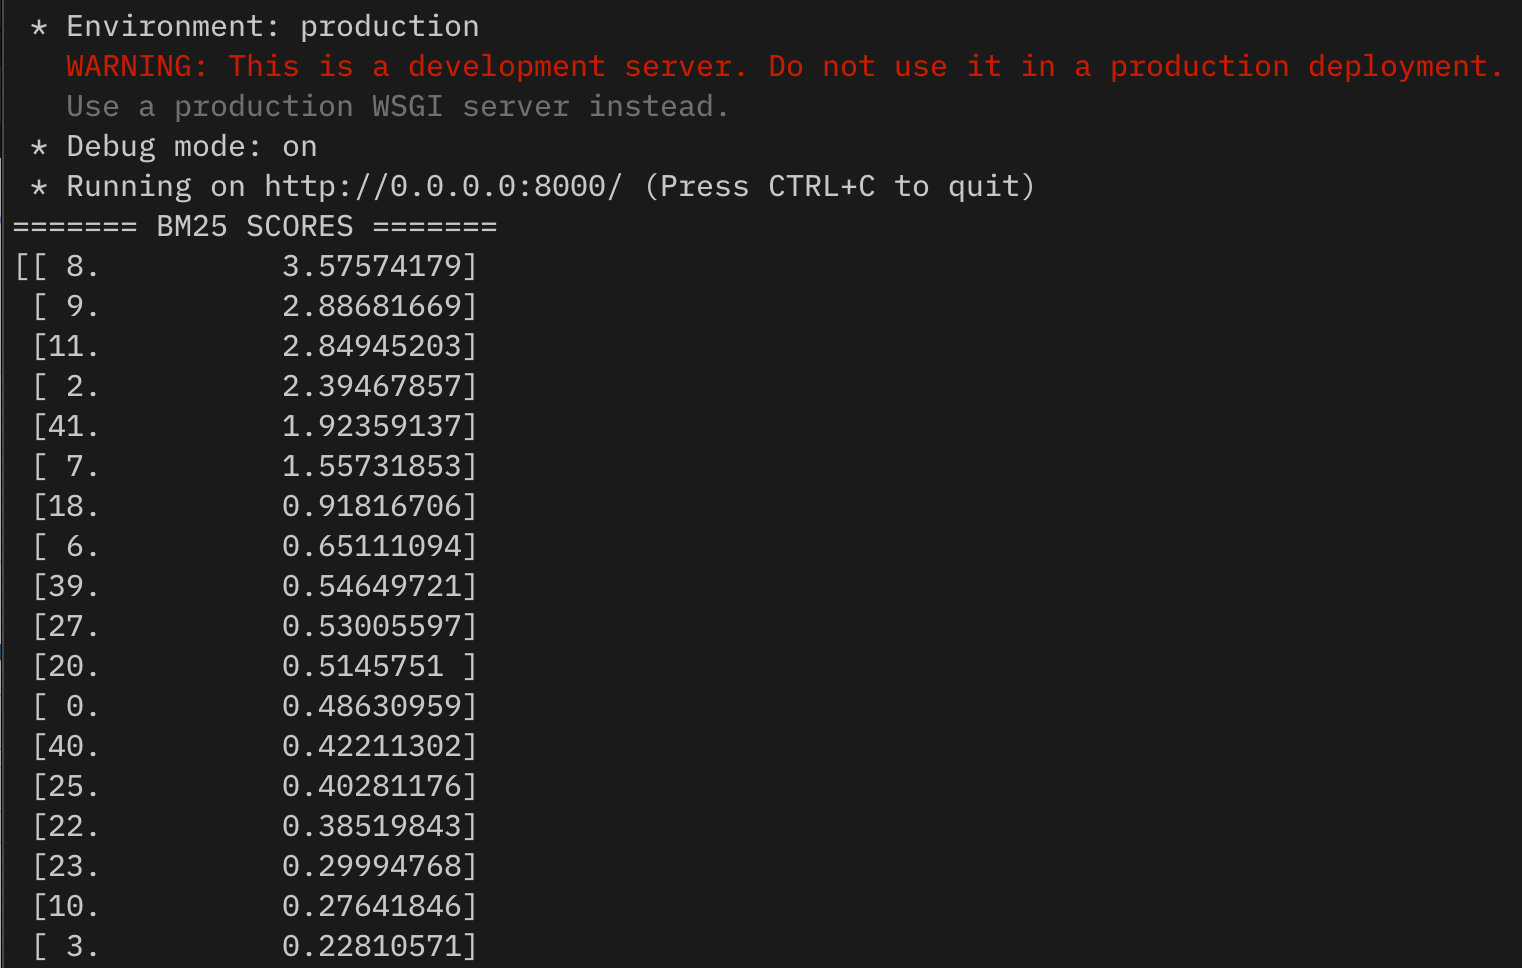 * Environment: production
   WARNING: This is a development server. Do not use it in a production deployment.
   Use a production WSGI server instead.
 * Debug mode: on
 * Running on http://0.0.0.0:8000/ (Press CTRL+C to quit)
======= BM25 SCORES =======
[[ 8.          3.57574179]
 [ 9.          2.88681669]
 [11.          2.84945203]
 [ 2.          2.39467857]
 [41.          1.92359137]
 [ 7.          1.55731853]
 [18.          0.91816706]
 [ 6.          0.65111094]
 [39.          0.54649721]
 [27.          0.53005597]
 [20.          0.5145751 ]
 [ 0.          0.48630959]
 [40.          0.42211302]
 [25.          0.40281176]
 [22.          0.38519843]
 [23.          0.29994768]
 [10.          0.27641846]
 [ 3.          0.22810571]